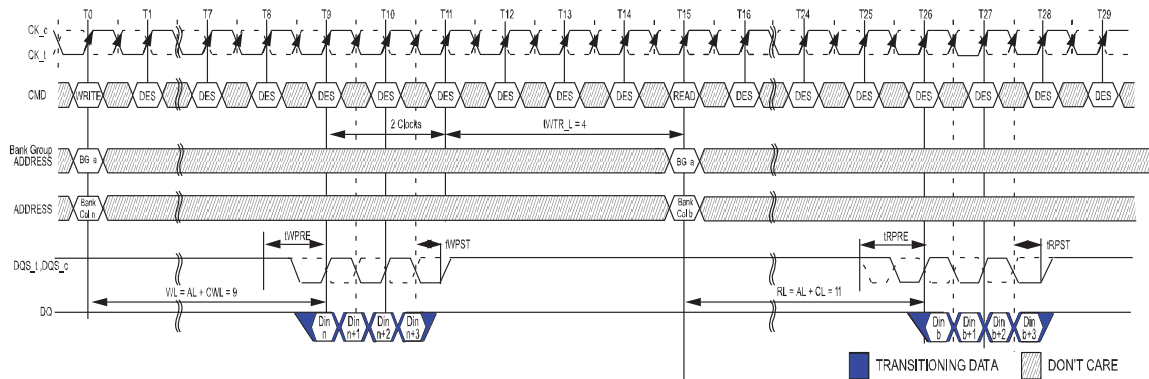 T0 T1 T7 T8 T9 T10 T11 T12 T13 T14 T15 T16 T24 T25 T26 T27 T28 T29
CK_c
CK_t
CMD WRITE DES DES DES DES DES DES DES DES DES READ DES DES DES DES DES DES DES
2 Clocks tWTR_L = 4
Bank Group
ADDRESS BG a BG a
ADDRESS Bank Col n Bank Col b
tWPRE tWPST tRPRE tRPST
DQS_t,DQS_c
WL = AL + CWL = 9 RL = AL + CL = 11
DQ Din n Din n+1 Din n+2 Din n+3 Din b Din b+1 Din b+2 Din b+3
TRANSITIONING DATA DON'T CARE